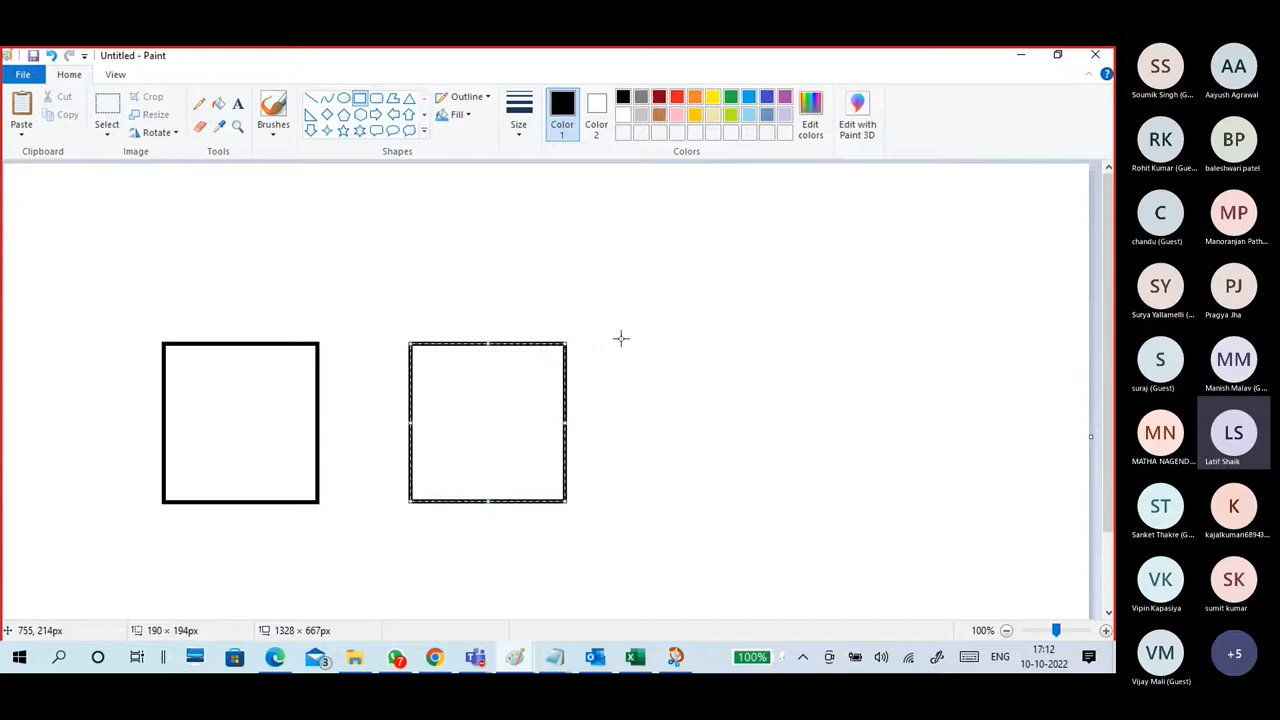 Untitled - Paint
File Home View
Paste
Cut
Copy
Clipboard
Select
Crop
Resize
Rotate
Image
A
Tools
Brushes
Outline
Fill
Shapes
Size
Color 1
Color 2
Edit colors
Colors
Edit with Paint 3D
755, 214px 190 × 194px 1328 × 667px 100%
3 7 100% ENG 17:12
10-10-2022
SS AA
Soumik Singh (G... Aayush Agrawal
RK BP
Rohit Kumar (Gue... baleshwari patel
C MP
chandu (Guest) Manoranjan Path...
SY PJ
Surya Yallamelli (... Pragya Jha
S MM
suraj (Guest) Manish Malav (G...
MN LS
MATHA NAGEND... Latif Shaik
ST K
Sanket Thakre (G... kajalkumari68943...
VK SK
Vipin Kapasiya sumit kumar
VM +5
Vijay Mali (Guest)